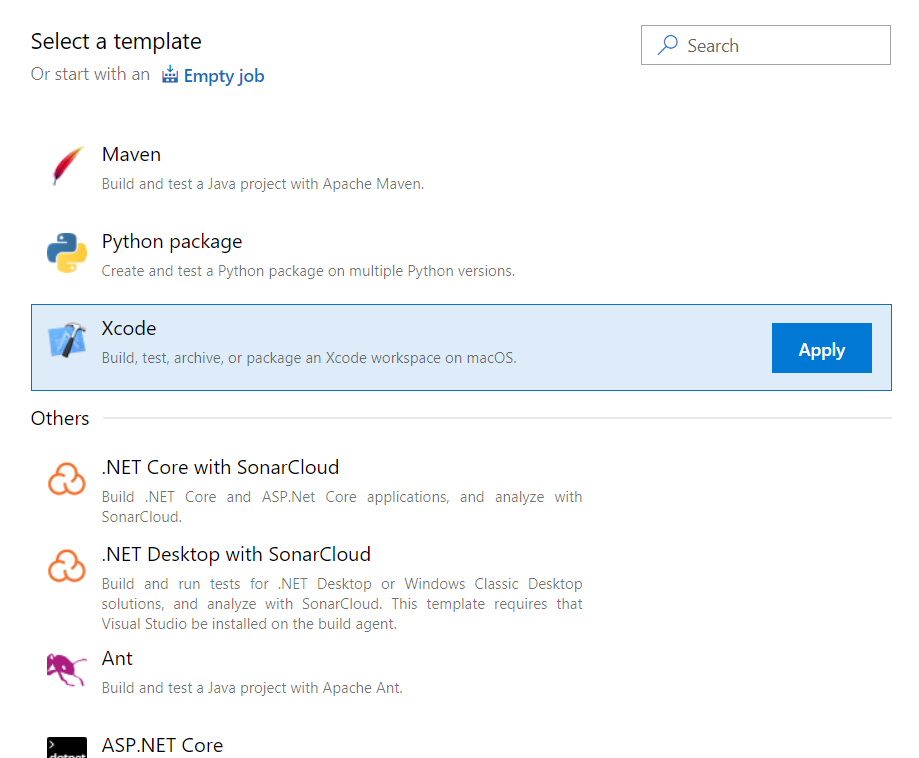 Select a template
Search
Or start with an Empty job
Maven
Build and test a Java project with Apache Maven.
Python package
Create and test a Python package on multiple Python versions.
Xcode
Build, test, archive, or package an Xcode workspace on macOS.
Apply
Others
.NET Core with SonarCloud
Build .NET Core and ASP.Net Core applications, and analyze with
SonarCloud.
.NET Desktop with SonarCloud
Build and run tests for .NET Desktop or Windows Classic Desktop
solutions, and analyze with SonarCloud. This template requires that
Visual Studio be installed on the build agent.
Ant
Build and test a Java project with Apache Ant.
ASP.NET Core